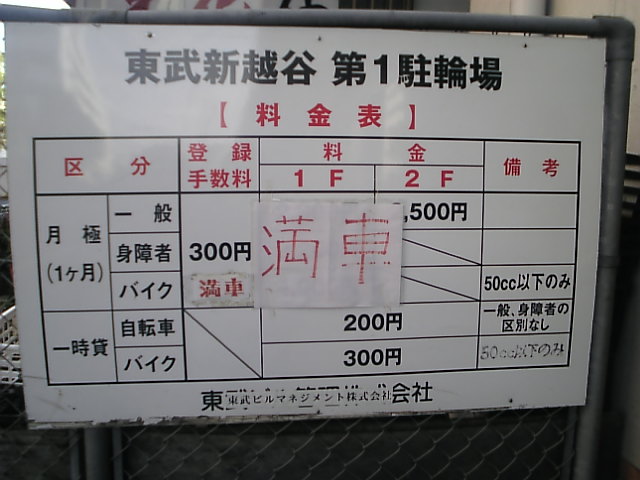 東武新越谷 第1駐輪場
【料金表】
区分 登録手数料 料金 備考
1F 2F
月極(1ヶ月) 一般 300円 ,500円
身障者
満車
バイク 満車 50cc以下のみ
一時貸 自転車 200円 一般、身障者の区別なし
バイク 300円 50cc以下のみ
東武ビルマネジメント株式会社